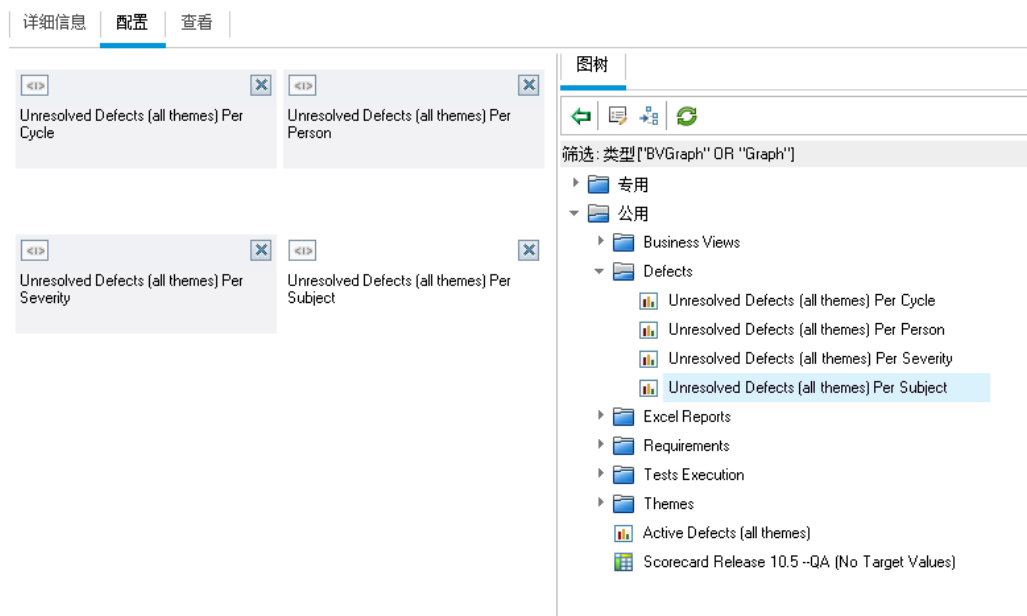 详细信息
配置
查看
Unresolved Defects (all themes) Per
Cycle
Unresolved Defects (all themes) Per
Person
Unresolved Defects (all themes) Per
Severity
Unresolved Defects (all themes) Per
Subject
图树
筛选: 类型["BVGraph" OR "Graph"]
专用
公用
Business Views
Defects
Unresolved Defects (all themes) Per Cycle
Unresolved Defects (all themes) Per Person
Unresolved Defects (all themes) Per Severity
Unresolved Defects (all themes) Per Subject
Excel Reports
Requirements
Tests Execution
Themes
Active Defects (all themes)
Scorecard Release 10.5 --QA (No Target Values)